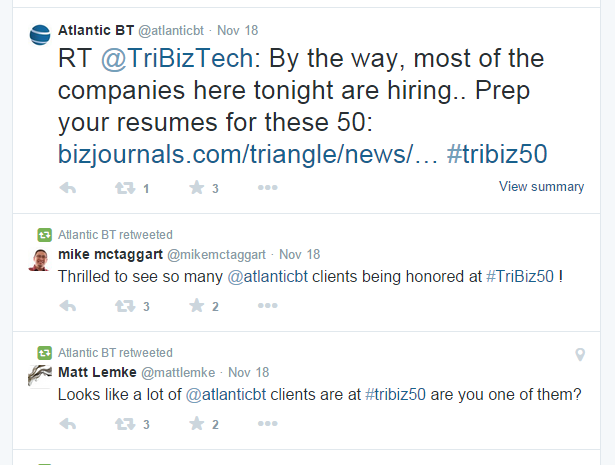 Atlantic BT @atlanticbt · Nov 18
RT @TriBizTech: By the way, most of the
companies here tonight are hiring.. Prep
your resumes for these 50:
bizjournals.com/triangle/news/... #tribiz50
1 3 View summary
Atlantic BT retweeted
mike mctaggart @mikemctaggart · Nov 18
Thrilled to see so many @atlanticbt clients being honored at #TriBiz50 !
3 2
Atlantic BT retweeted
Matt Lemke @mattlemke · Nov 18
Looks like a lot of @atlanticbt clients are at #tribiz50 are you one of them?
3 2